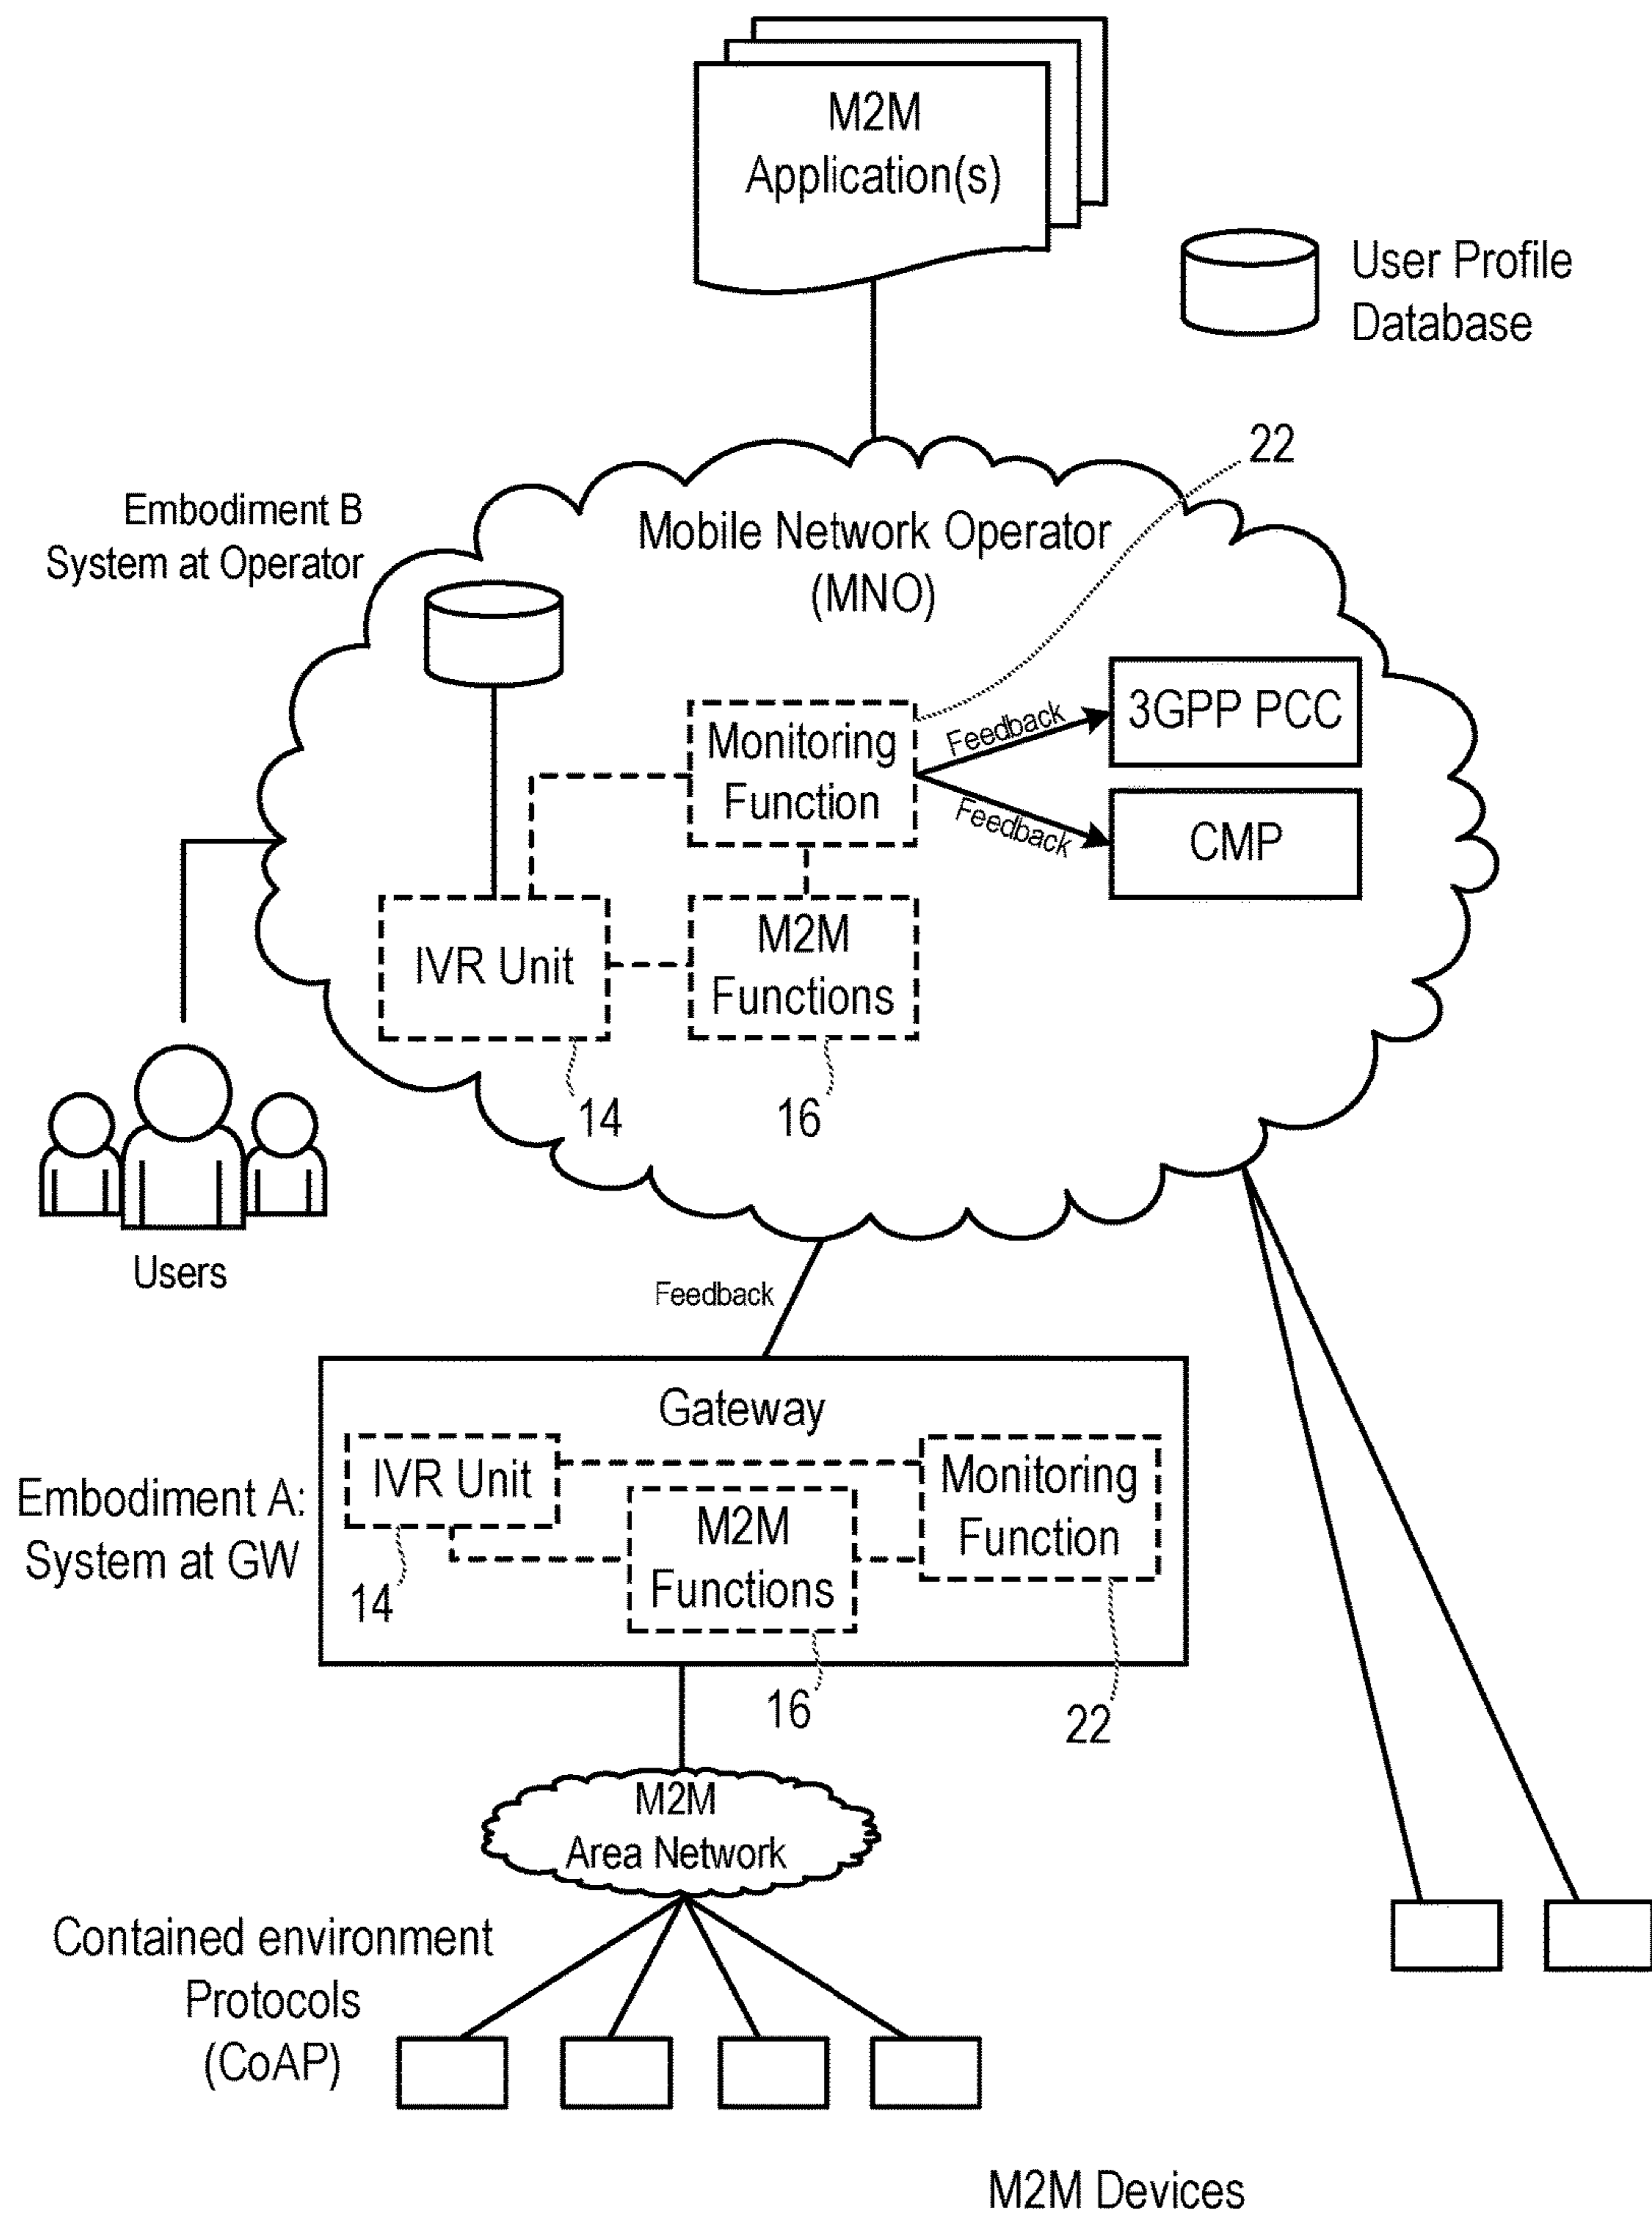 M2M
Application(s)
User Profile
Database
22
Embodiment B
System at Operator
Mobile Network Operator
(MNO)
Monitoring
Function
Feedback
3GPP PCC
Feedback
CMP
IVR Unit
M2M
Functions
14
16
Users
Feedback
Gateway
Embodiment A:
System at GW
IVR Unit
M2M
Functions
Monitoring
Function
14
16
22
M2M
Area Network
Contained environment
Protocols
(CoAP)
M2M Devices